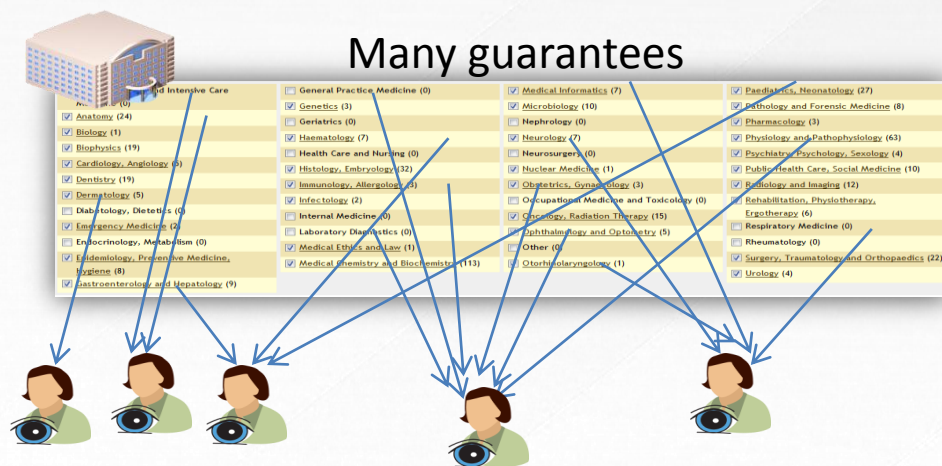 Many guarantees
and Intensive Care
(0)
Anatomy (24)
Biology (1)
Biophysics (19)
Cardiology, Angiology (5)
Dentistry (19)
Dermatology (5)
Diabetology, Dietetics (0)
Emergency Medicine (2)
Endocrinology, Metabolism (0)
Epidemiology, Preventive Medicine,
Hygiene (8)
Gastroenterology and Hepatology (9)
General Practice Medicine (0)
Genetics (3)
Geriatrics (0)
Haematology (7)
Health Care and Nursing (0)
Histology, Embryology (32)
Immunology, Allergology (3)
Infectology (2)
Internal Medicine (0)
Laboratory Diagnostics (0)
Medical Ethics and Law (1)
Medical Chemistry and Biochemistry (113)
Medical Informatics (7)
Microbiology (10)
Nephrology (0)
Neurology (7)
Neurosurgery (0)
Nuclear Medicine (1)
Obstetrics, Gynaecology (3)
Occupational Medicine and Toxicology (0)
Oncology, Radiation Therapy (15)
Ophthalmology and Optometry (5)
Other (0)
Otorhinolaryngology (1)
Paediatrics, Neonatology (27)
Pathology and Forensic Medicine (8)
Pharmacology (3)
Physiology and Pathophysiology (63)
Psychiatry, Psychology, Sexology (4)
Public Health Care, Social Medicine (10)
Radiology and Imaging (12)
Rehabilitation, Physiotherapy,
Ergotherapy (6)
Respiratory Medicine (0)
Rheumatology (0)
Surgery, Traumatology and Orthopaedics (22)
Urology (4)